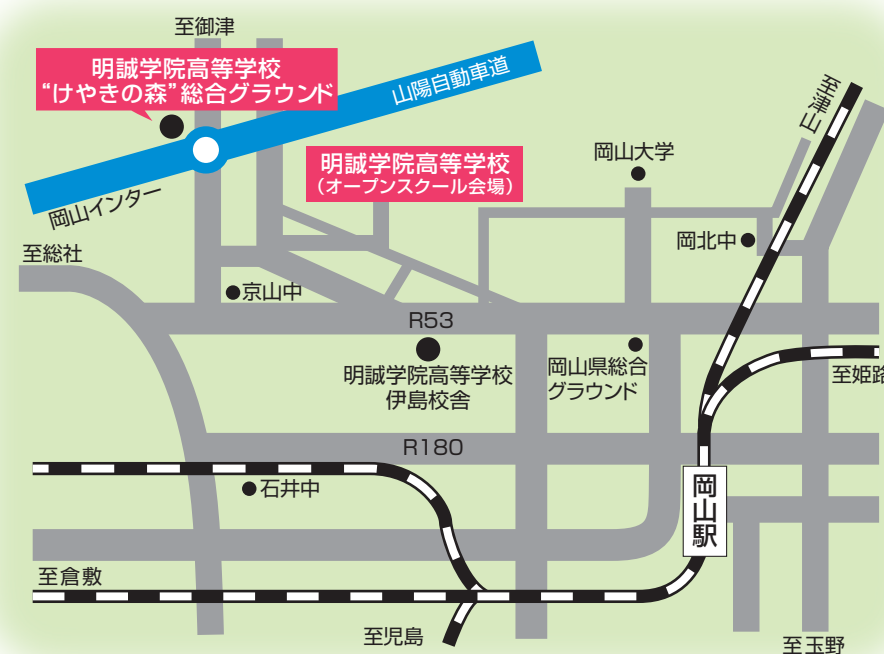 至御津
明誠学院高等学校
“けやきの森”総合グラウンド
山陽自動車道
至津山
岡山大学
明誠学院高等学校
（オープンスクール会場）
岡山インター
岡北中
至総社
京山中
R53
明誠学院高等学校
伊島校舎
岡山県総合
グラウンド
至姫路
R180
石井中
岡山駅
至倉敷
至児島
至玉野